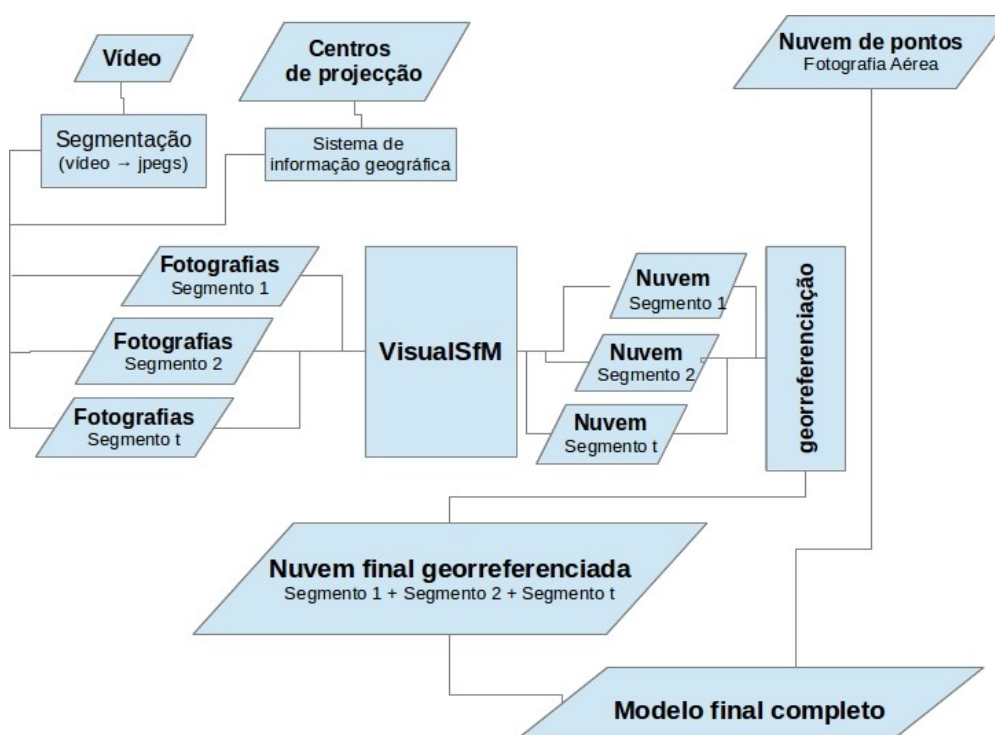 Vídeo
Centros
de projecção
Nuvem de pontos
Fotografia Aérea
Segmentação
(vídeo → jpegs)
Sistema de
informação geográfica
Fotografias
Segmento 1
Fotografias
Segmento 2
Fotografias
Segmento t
VisualSfM
Nuvem
Segmento 1
Nuvem
Segmento 2
Nuvem
Segmento t
georreferenciação
Nuvem final georreferenciada
Segmento 1 + Segmento 2 + Segmento t
Modelo final completo